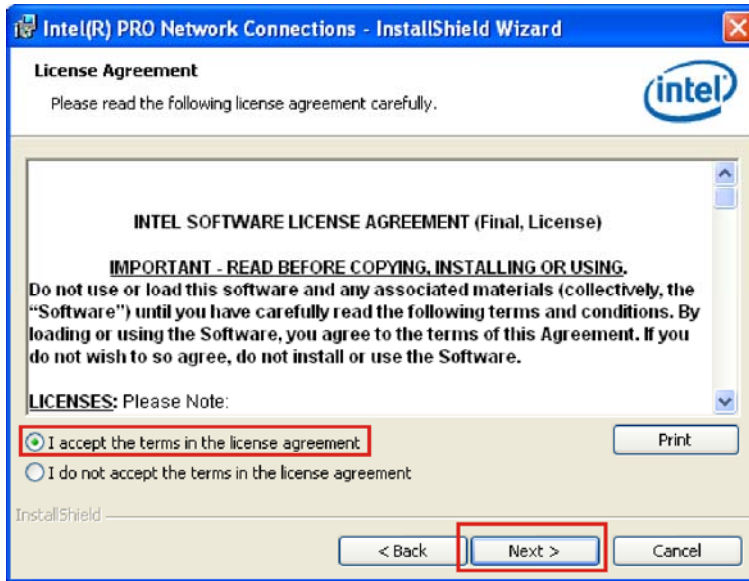 Intel(R) PRO Network Connections - InstallShield Wizard
License Agreement
Please read the following license agreement carefully.
intel
INTEL SOFTWARE LICENSE AGREEMENT (Final, License)
IMPORTANT - READ BEFORE COPYING, INSTALLING OR USING.
Do not use or load this software and any associated materials (collectively, the
“Software”) until you have carefully read the following terms and conditions. By
loading or using the Software, you agree to the terms of this Agreement. If you
do not wish to so agree, do not install or use the Software.
LICENSES: Please Note:
I accept the terms in the license agreement
Print
I do not accept the terms in the license agreement
InstallShield
< Back
Next >
Cancel